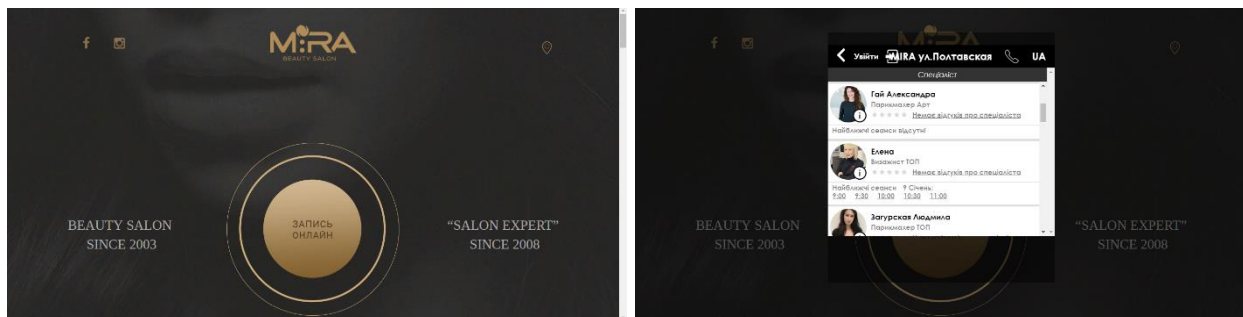 MIRA
BEAUTY SALON
ЗАПИСЬ
ОНЛАЙН
BEAUTY SALON
SINCE 2003
“SALON EXPERT”
SINCE 2008
MIRA
Увійти MIRA ул.Полтавская UA
Спеціаліст
Гай Александра
Парикмахер Арт
Немає відгуків про спеціаліста
Найближчі сеанси відсутні
Елена
Визажист ТОП
Немає відгуків про спеціаліста
Найближчі сеанси 9 Січень:
9:00 9:30 10:00 10:30 11:00
Загурская Людмила
Парикмахер ТОП
BEAUTY SALON
SINCE 2003
“SALON EXPERT”
SINCE 2008